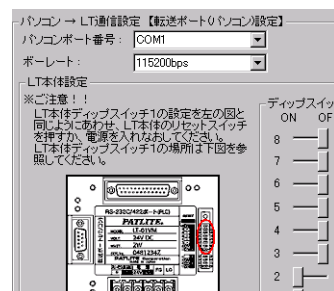 パソコン → LT通信設定 【転送ポート0(パソコン)設定】
パソコンポート番号: COM1
ボーレート: 115200bps
LT本体設定
※ご注意!!
LT本体ディップスイッチ1の設定を左の図と
同じようにあわせ、LT本体のリセットスイッチ
を押すか、電源を入れなおしてください。
LT本体ディップスイッチ1の場所は下図を参
照してください。
ディップスイッ
ON OF
8
7
6
5
4
3
2
RS-232C/422ポート(PLC)
PATLITE
LT-01VM
24V DC
2W
0481234Z
FG LG